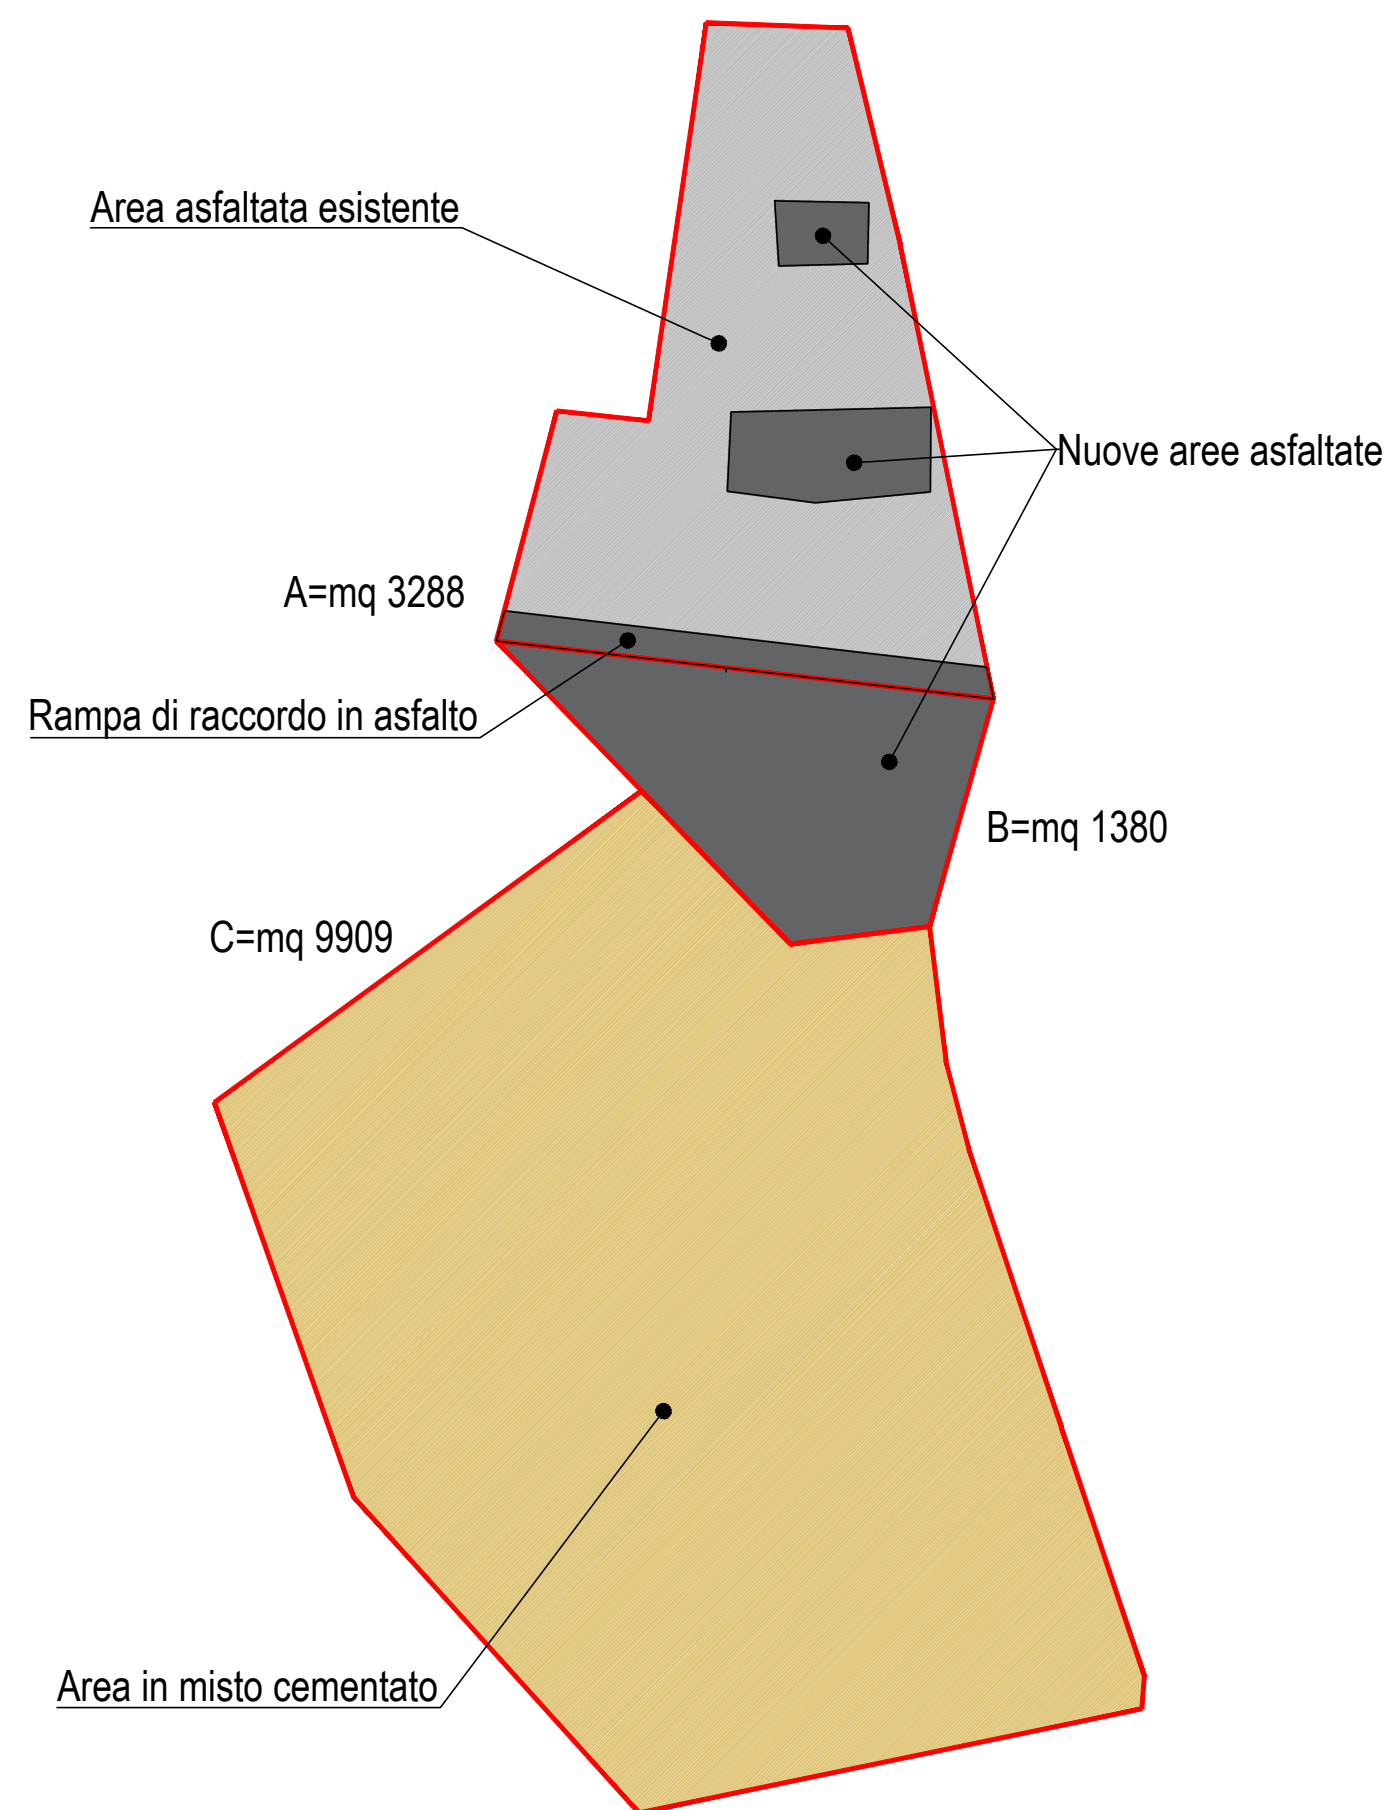 Area asfaltata esistente
Nuove aree asfaltate
A=mq 3288
Rampa di raccordo in asfalto
B=mq 1380
C=mq 9909
Area in misto cementato